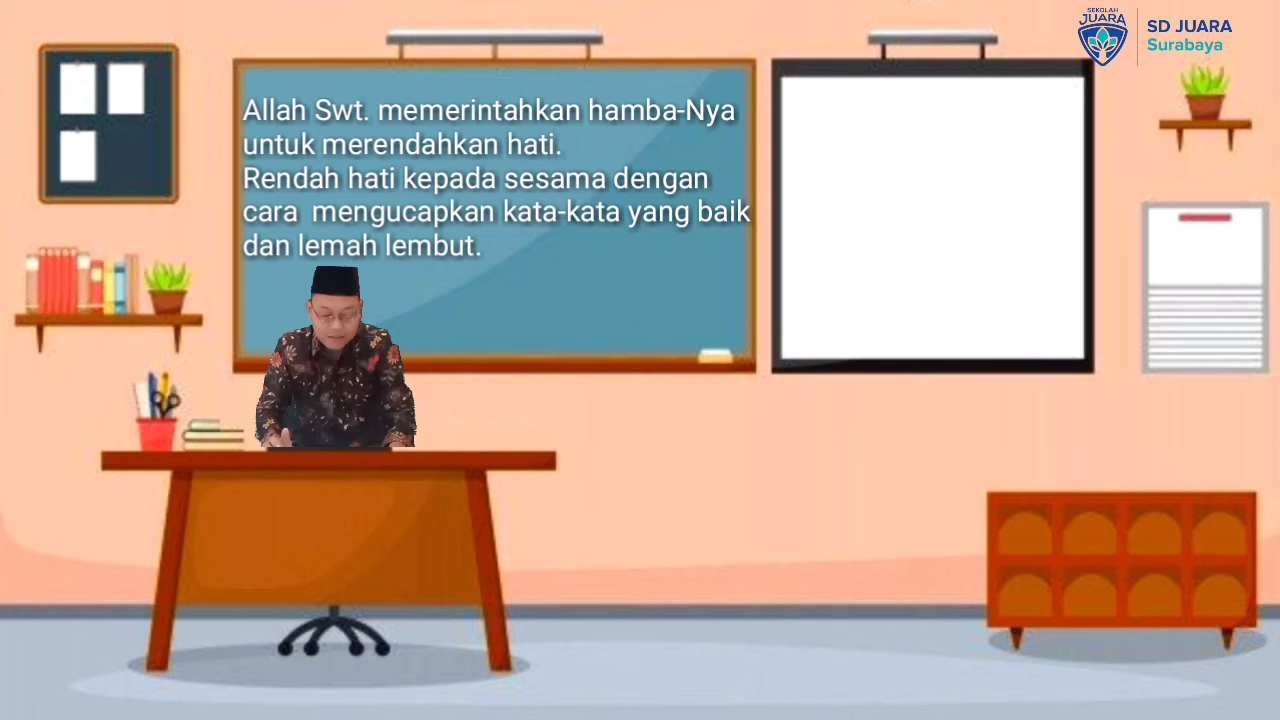 SEKOLAH
JUARA
SD JUARA
Surabaya
Allah Swt. memerintahkan hamba-Nya
untuk merendahkan hati.
Rendah hati kepada sesama dengan
cara  mengucapkan kata-kata yang baik
dan lemah lembut.